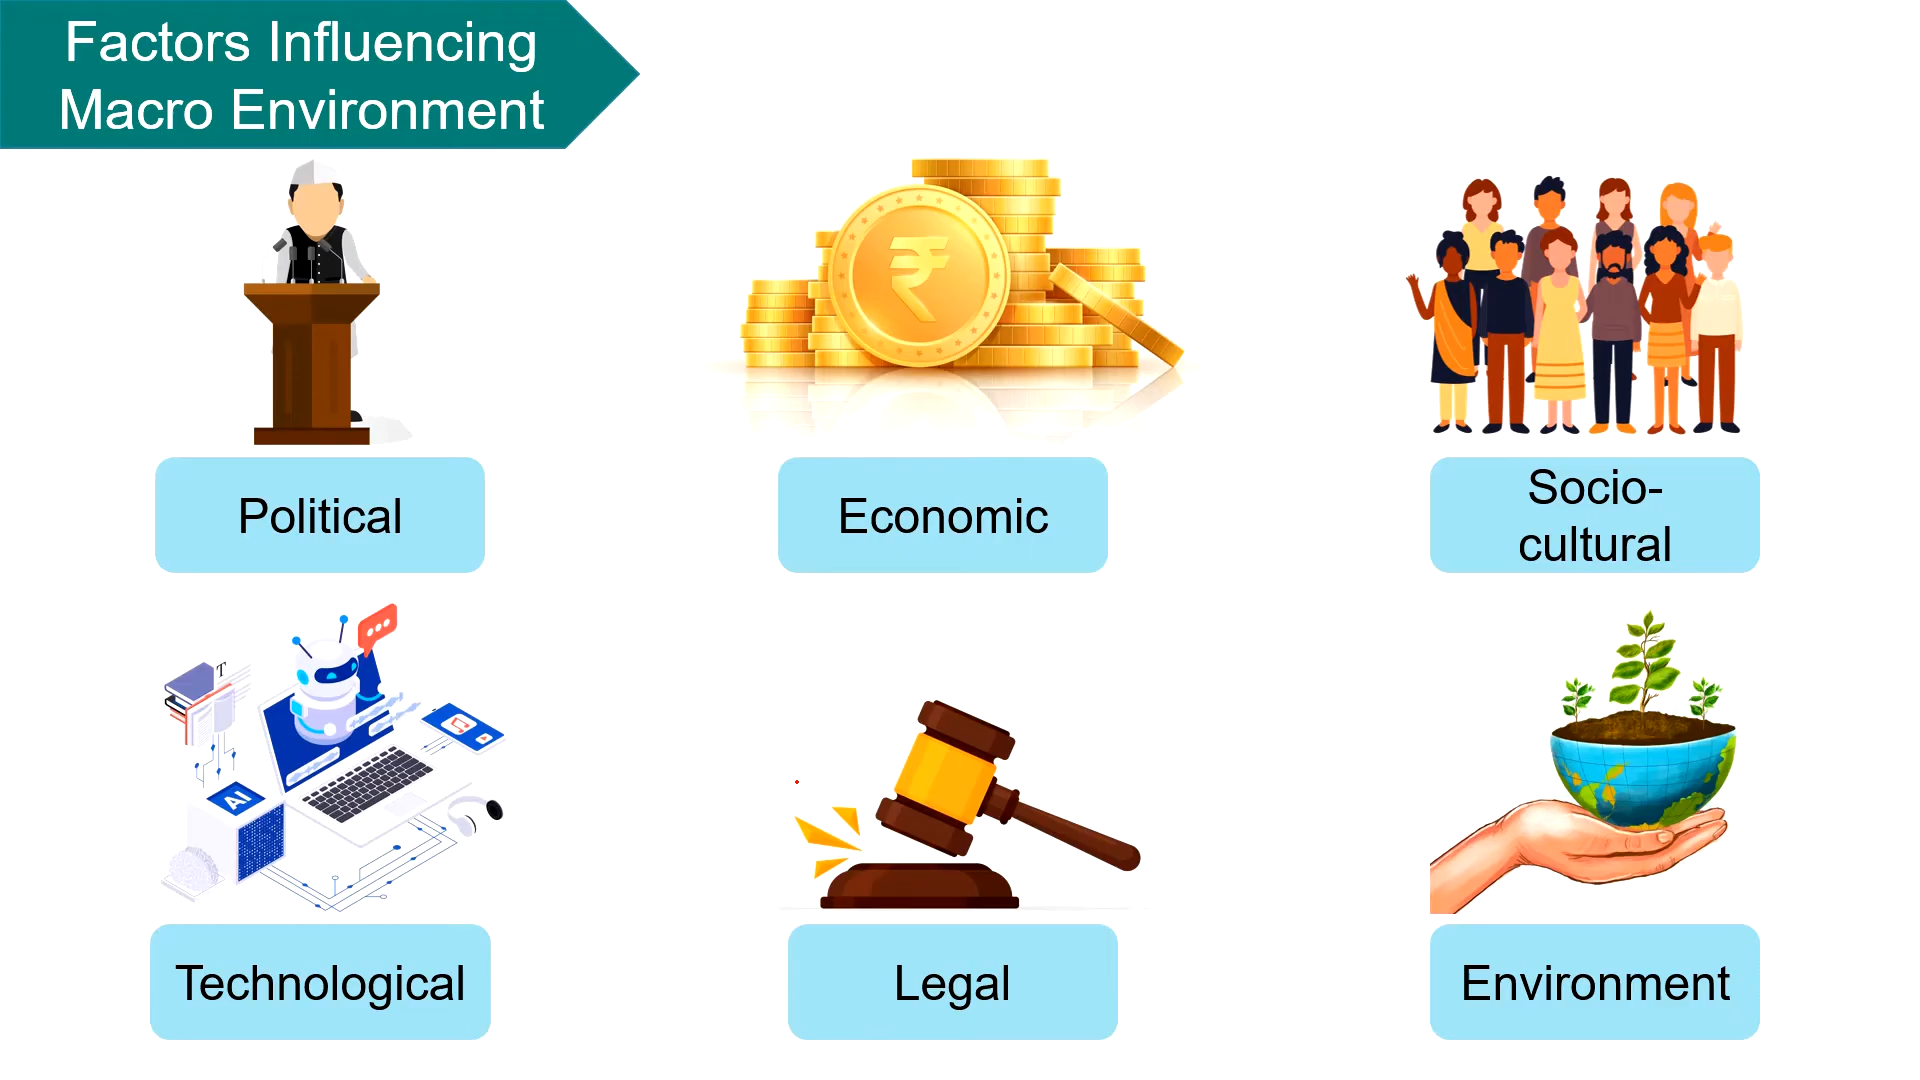 Factors Influencing
Macro Environment
₹
Political
Economic
Socio-
cultural
T
AI
Technological
Legal
Environment